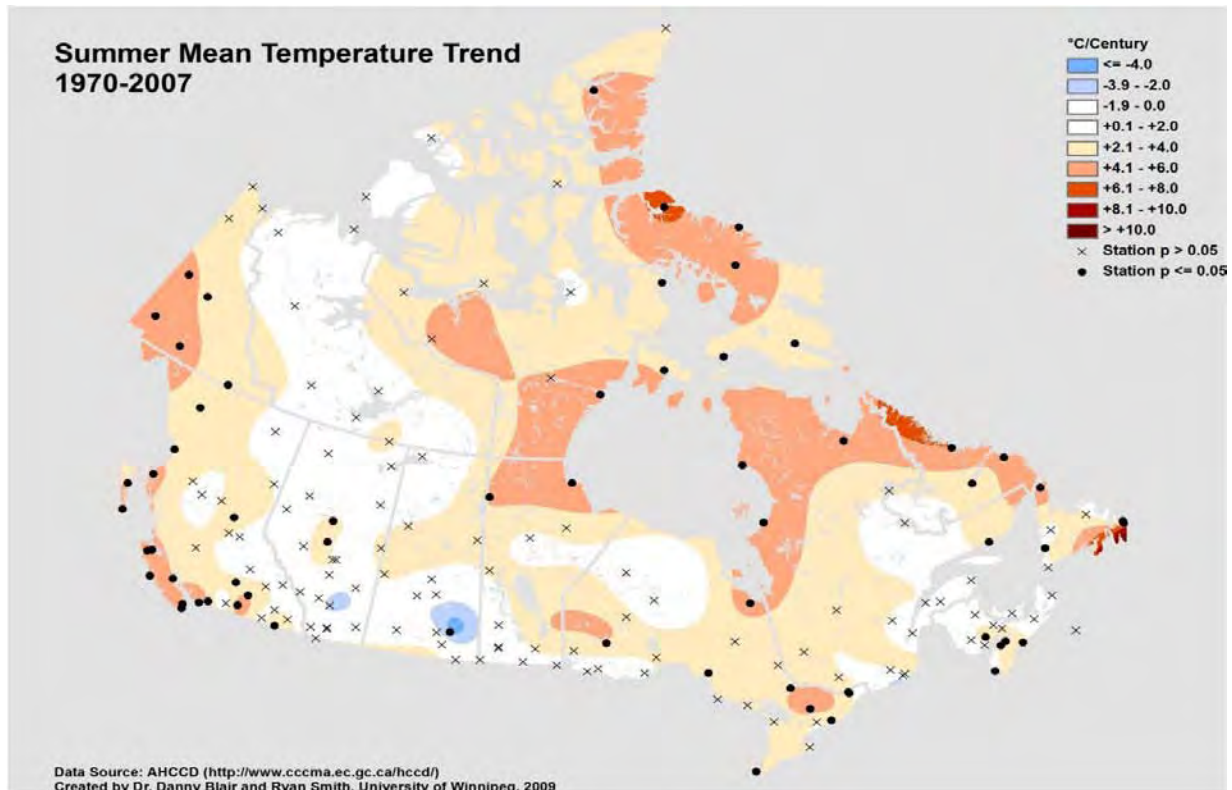 Summer Mean Temperature Trend
1970-2007
°C/Century
<= -4.0
-3.9 - -2.0
-1.9 - 0.0
+0.1 - +2.0
+2.1 - +4.0
+4.1 - +6.0
+6.1 - +8.0
+8.1 - +10.0
> +10.0
Station p > 0.05
Station p <= 0.05
Data Source: AHCCD (http://www.cccma.ec.gc.ca/hccd/)
Created by Dr. Danny Blair and Ryan Smith, University of Winnipeg, 2009